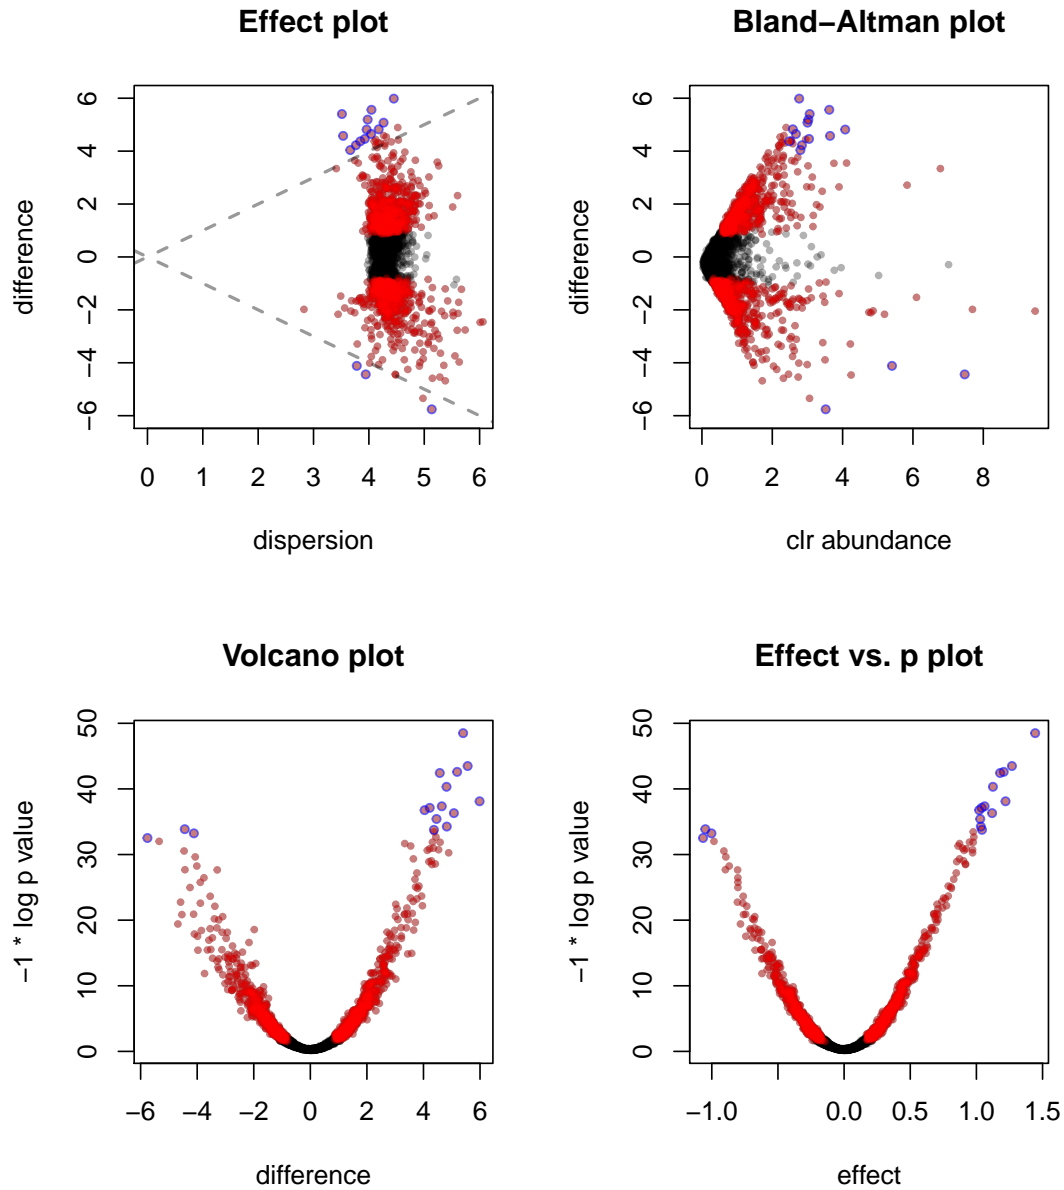 Effect plot
difference
6
4
2
0
−2
−4
−6
0 1 2 3 4 5 6
dispersion
Bland−Altman plot
difference
6
4
2
0
−2
−4
−6
0 2 4 6 8
clr abundance
Volcano plot
−1 * log p value
50
40
30
20
10
0
−6 −4 −2 0 2 4 6
difference
Effect vs. p plot
−1 * log p value
50
40
30
20
10
0
−1.0 0.0 0.5 1.0 1.5
effect